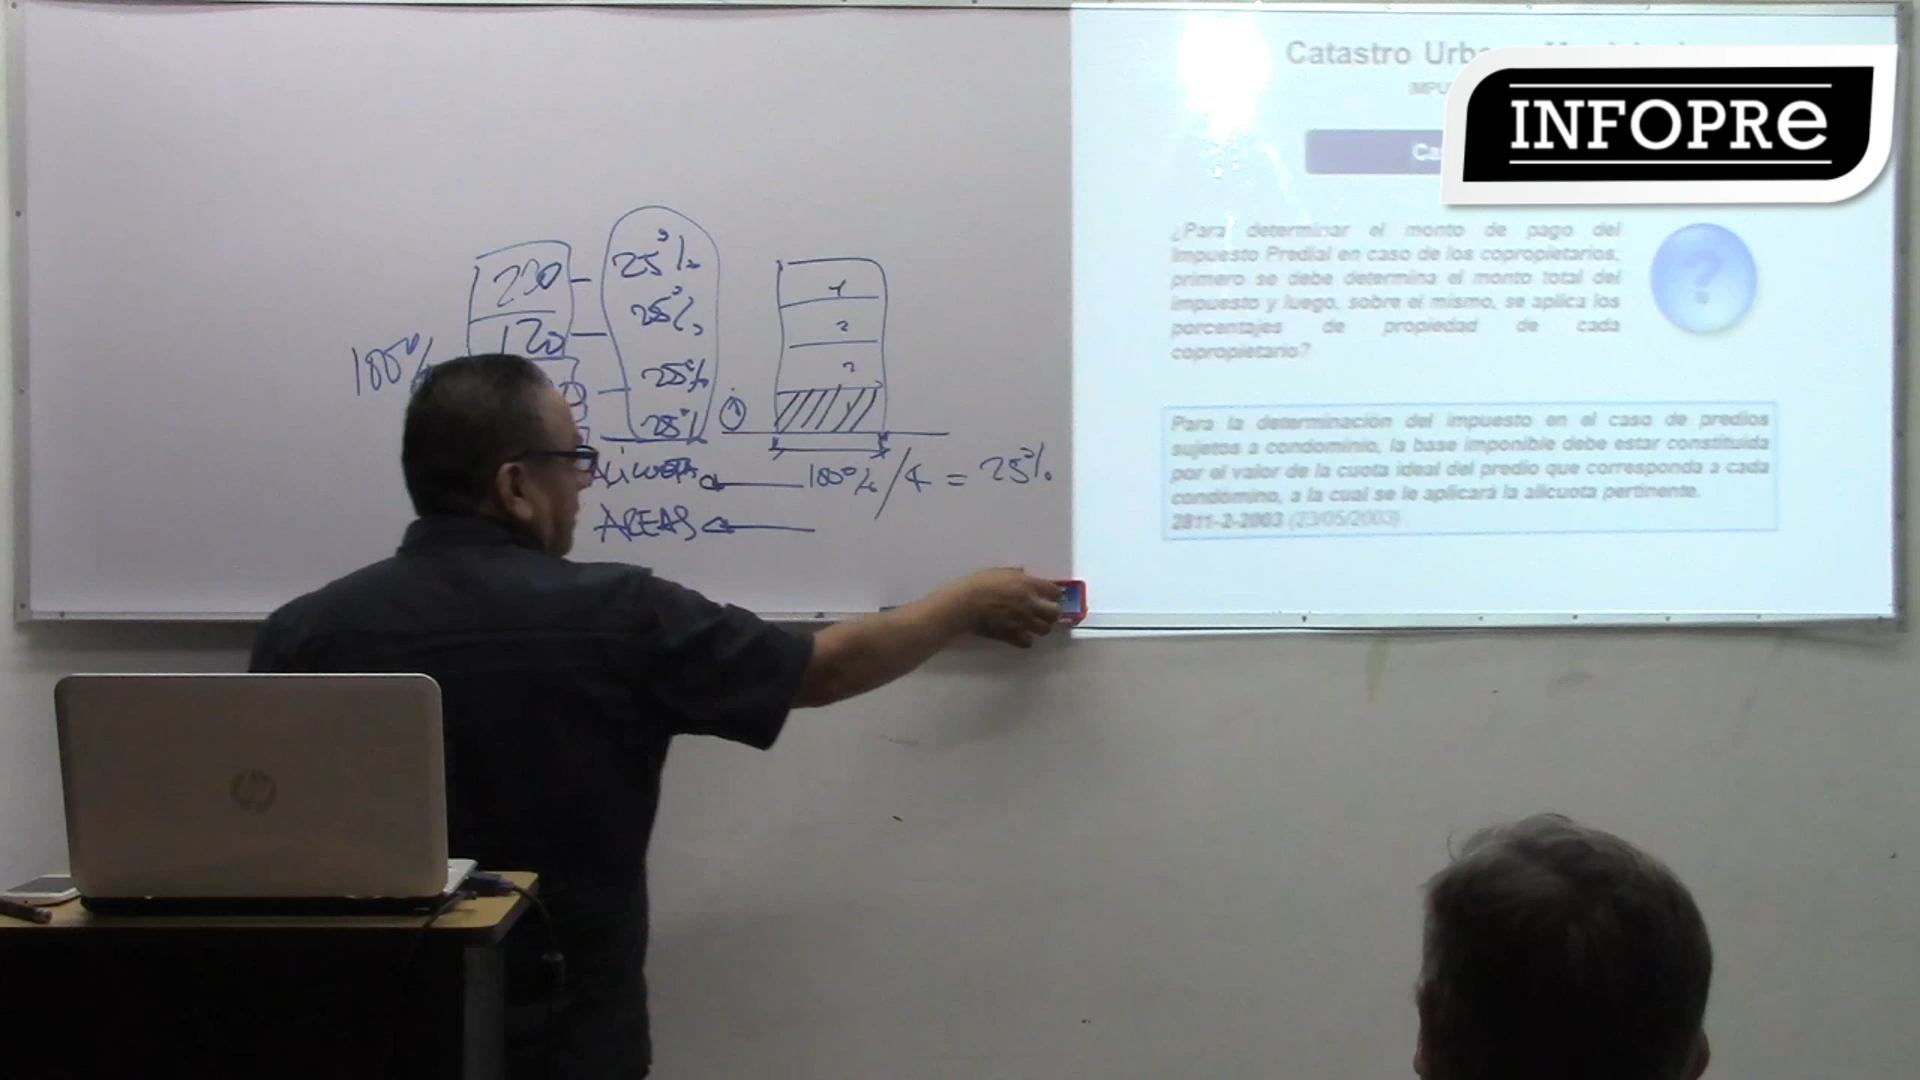 230 - 25%
120 - 25%
100%
25%
25%
1
2
100% / 4 = 25%
AREAS
Catastro
INFOPRe
¿Para determinar el monto de pago del
Impuesto Predial en caso de los copropietarios,
primero se debe determina el monto total del
impuesto y luego, sobre el mismo, se aplica los
porcentajes de propiedad de cada
copropietario?
?
Para la determinación del impuesto en el caso de predios
sujetos a condominio, la base imponible debe estar constituida
por el valor de la cuota ideal del predio que corresponda a cada
condómino, a la cual se le aplicará la alícuota pertinente.
2811-2-2003 (23/05/2003)
hp